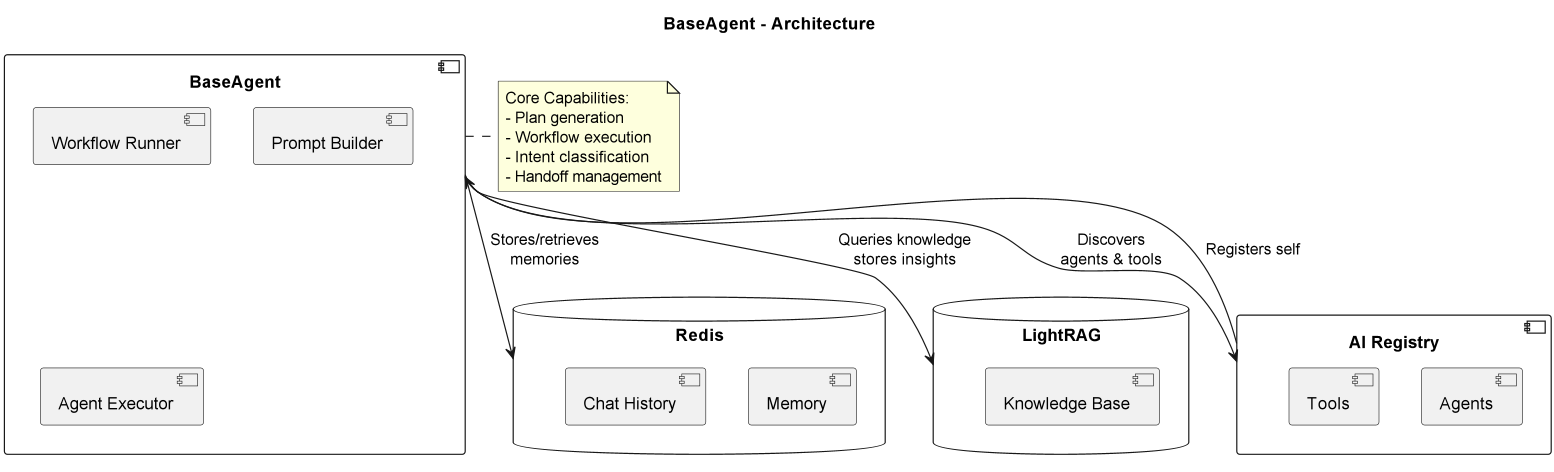 BaseAgent - Architecture
BaseAgent
Workflow Runner
Prompt Builder
Agent Executor
Core Capabilities:
- Plan generation
- Workflow execution
- Intent classification
- Handoff management
Stores/retrieves
memories
Queries knowledge
stores insights
Discovers
agents & tools
Registers self
Redis
Chat History
Memory
LightRAG
Knowledge Base
AI Registry
Tools
Agents